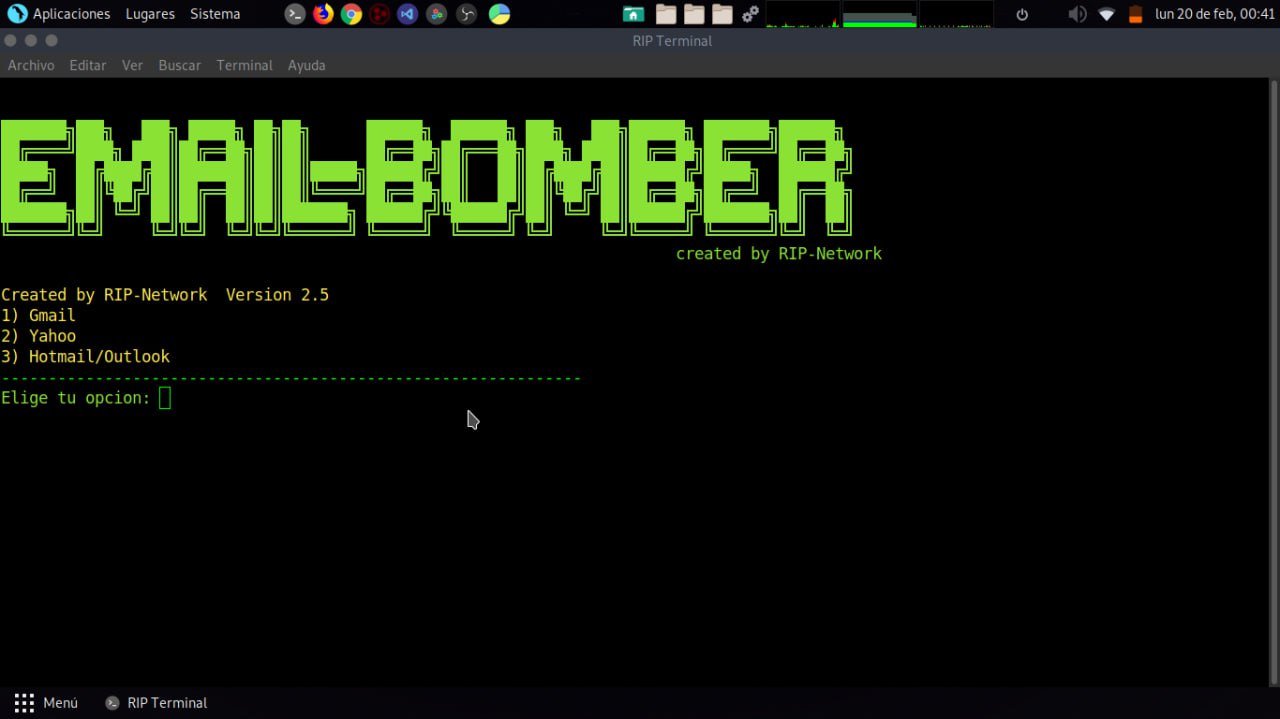 Aplicaciones Lugares Sistema lun 20 de feb, 00:41
RIP Terminal
Archivo Editar Ver Buscar Terminal Ayuda
EMAIL-BOMBER
created by RIP-Network
Created by RIP-Network  Version 2.5
1) Gmail
2) Yahoo
3) Hotmail/Outlook
--------------------------------------------------------------
Elige tu opcion:
Menú RIP Terminal